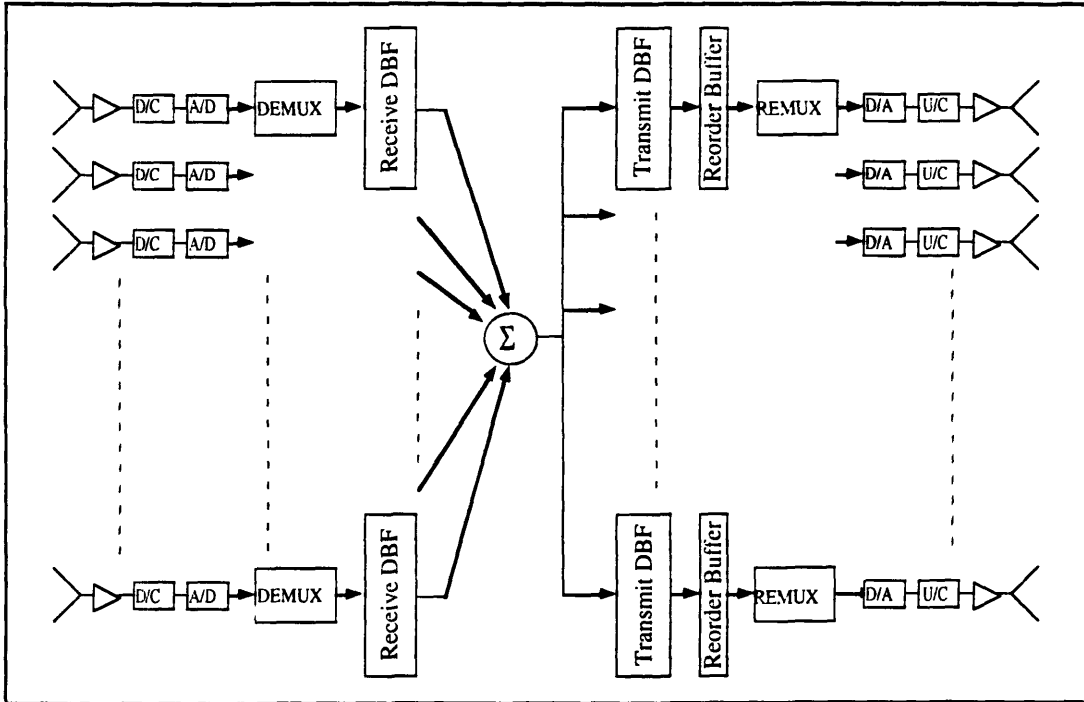 D/C A/D DEMUX Receive DBF Transmit DBF Reorder Buffer REMUX D/A U/C
D/C A/D D/A U/C
D/C A/D D/A U/C
Σ
D/C A/D DEMUX Receive DBF Transmit DBF Reorder Buffer REMUX D/A U/C